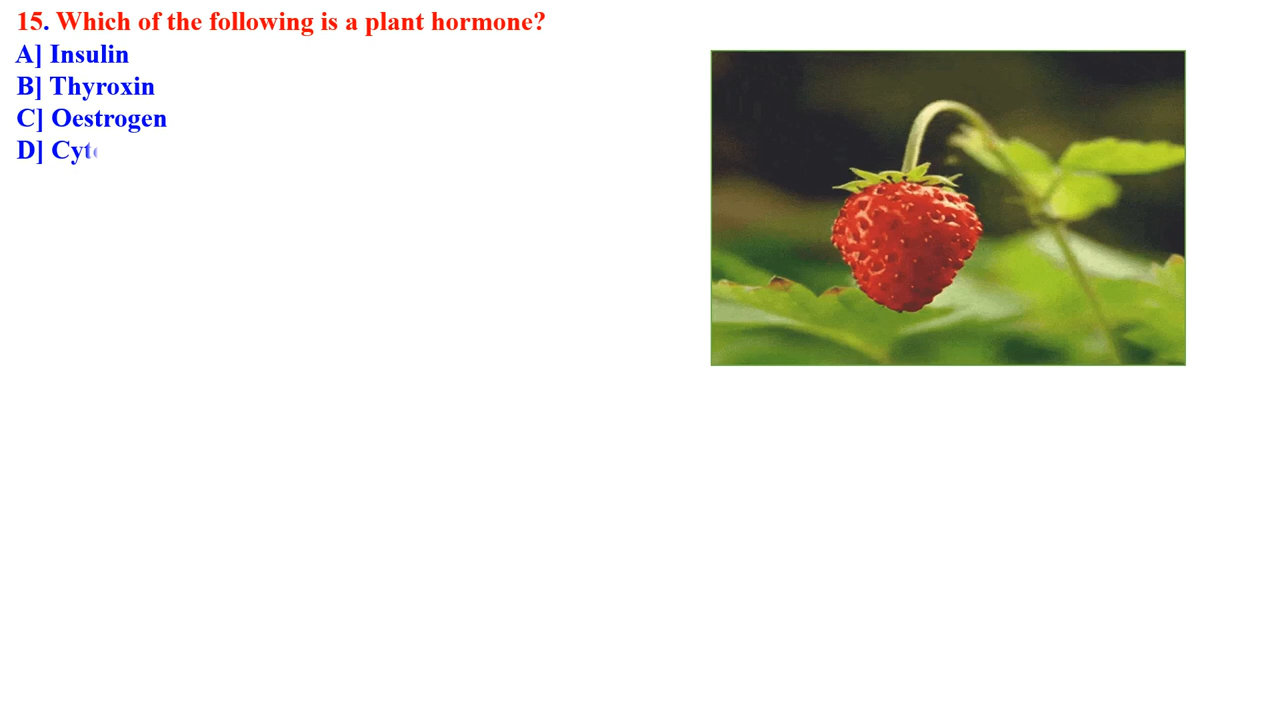 15. Which of the following is a plant hormone?
A] Insulin
B] Thyroxin
C] Oestrogen
D] Cyt